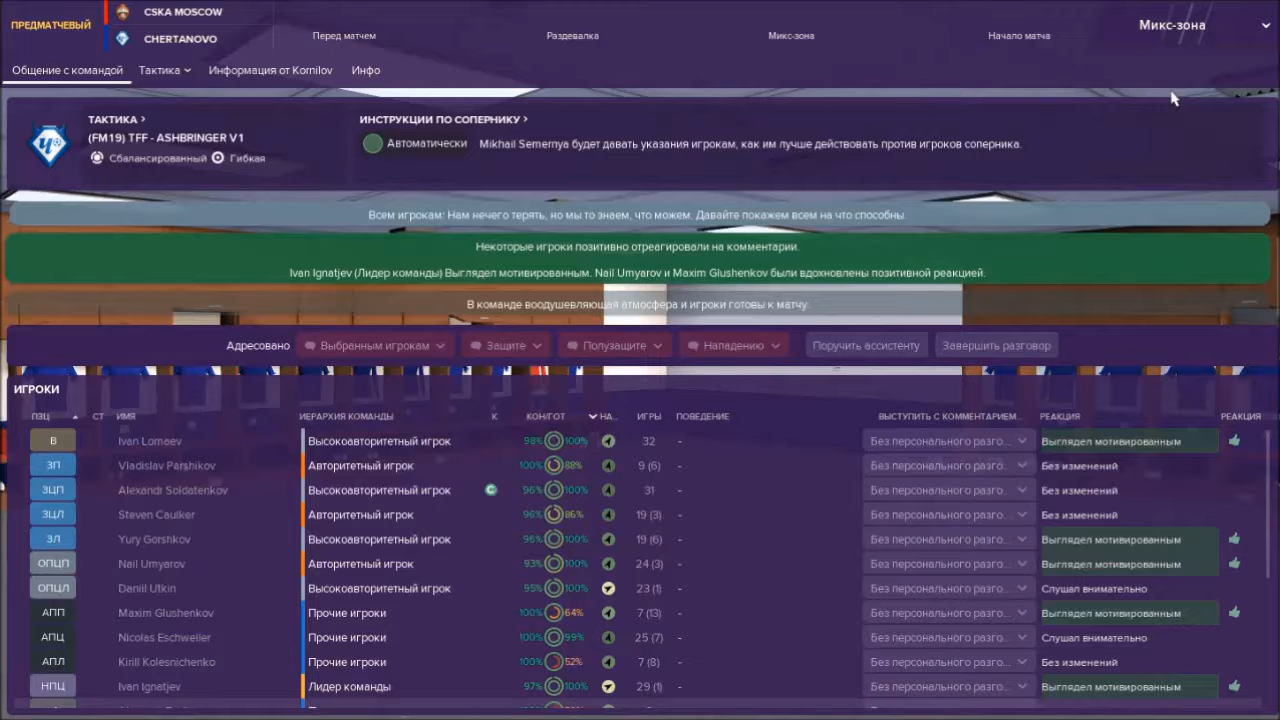 ПРЕДМАТЧЕВЫЙ
CSKA MOSCOW
CHERTANOVO
Перед матчем Раздевалка Микс-зона Начало матча
Микс-зона
Общение с командой Тактика Информация от Kornilov Инфо
ТАКТИКА >
(FM19) TFF - ASHBRINGER V1
Сбалансированный Гибкая
ИНСТРУКЦИИ ПО СОПЕРНИКУ >
Автоматически Mikhail Semernya будет давать указания игрокам, как им лучше действовать против игроков соперника.
Всем игрокам: Нам нечего терять, но мы то знаем, что можем. Давайте покажем всем на что способны.
Некоторые игроки позитивно отреагировали на комментарии.
Ivan Ignatjev (Лидер команды) Выглядел мотивированным. Nail Umyarov и Maxim Glushenkov были вдохновлены позитивной реакцией.
В команде воодушевляющая атмосфера и игроки готовы к матчу.
Адресовано Выбранным игрокам Защите Полузащите Нападению Поручить ассистенту Завершить разговор
ИГРОКИ
ПЗЦ СТ ИМЯ ИЕРАРХИЯ КОМАНДЫ К КОН/ГОТ НА... ИГРЫ ПОВЕДЕНИЕ ВЫСТУПИТЬ С КОММЕНТАРИЕМ... РЕАКЦИЯ РЕАКЦИЯ
В Ivan Lomaev Высокоавторитетный игрок 98% 100% 32 - Без персонального разго... Выглядел мотивированным
ЗП Vladislav Parshikov Авторитетный игрок 100% 88% 9 (6) - Без персонального разго... Без изменений
ЗЦП Alexandr Soldatenkov Высокоавторитетный игрок C 96% 100% 31 - Без персонального разго... Без изменений
ЗЦЛ Steven Caulker Авторитетный игрок 96% 86% 19 (3) - Без персонального разго... Без изменений
ЗЛ Yury Gorshkov Высокоавторитетный игрок 96% 100% 19 (6) - Без персонального разго... Выглядел мотивированным
ОПЦП Nail Umyarov Авторитетный игрок 93% 100% 24 (3) - Без персонального разго... Выглядел мотивированным
ОПЦЛ Daniil Utkin Высокоавторитетный игрок 95% 100% 23 (1) - Без персонального разго... Слушал внимательно
АПП Maxim Glushenkov Прочие игроки 100% 64% 7 (13) - Без персонального разго... Выглядел мотивированным
АПЦ Nicolas Eschweiler Прочие игроки 100% 99% 25 (7) - Без персонального разго... Слушал внимательно
АПЛ Kirill Kolesnichenko Прочие игроки 100% 52% 7 (8) - Без персонального разго... Без изменений
НПЦ Ivan Ignatjev Лидер команды 97% 100% 29 (1) - Без персонального разго... Выглядел мотивированным